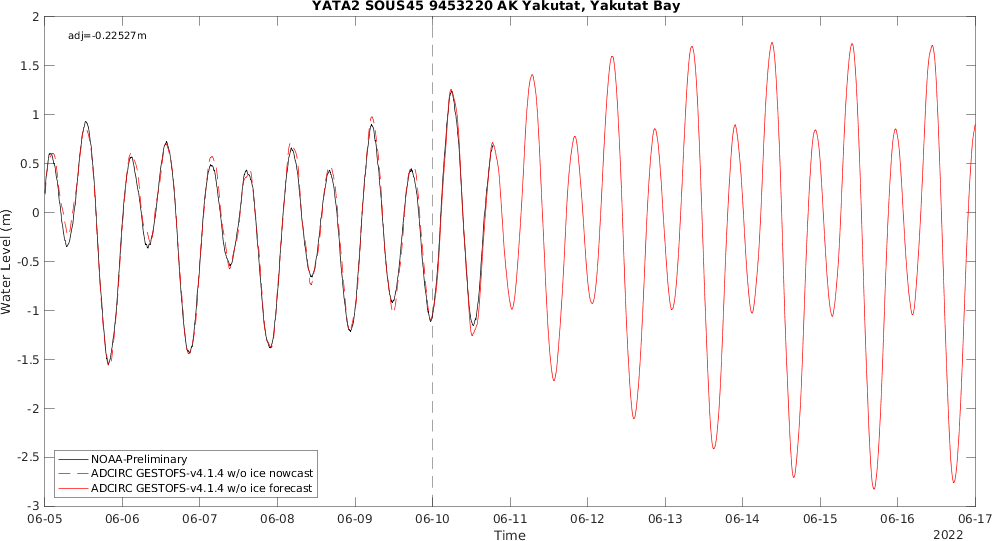 YATA2 SOUS45 9453220 AK Yakutat, Yakutat Bay
adj=-0.22527m
2
1.5
1
0.5
0
-0.5
-1
-1.5
-2
-2.5
-3
Water Level (m)
NOAA-Preliminary
ADCIRC GESTOFS-v4.1.4 w/o ice nowcast
ADCIRC GESTOFS-v4.1.4 w/o ice forecast
06-05 06-06 06-07 06-08 06-09 06-10 06-11 06-12 06-13 06-14 06-15 06-16 06-17
Time
2022